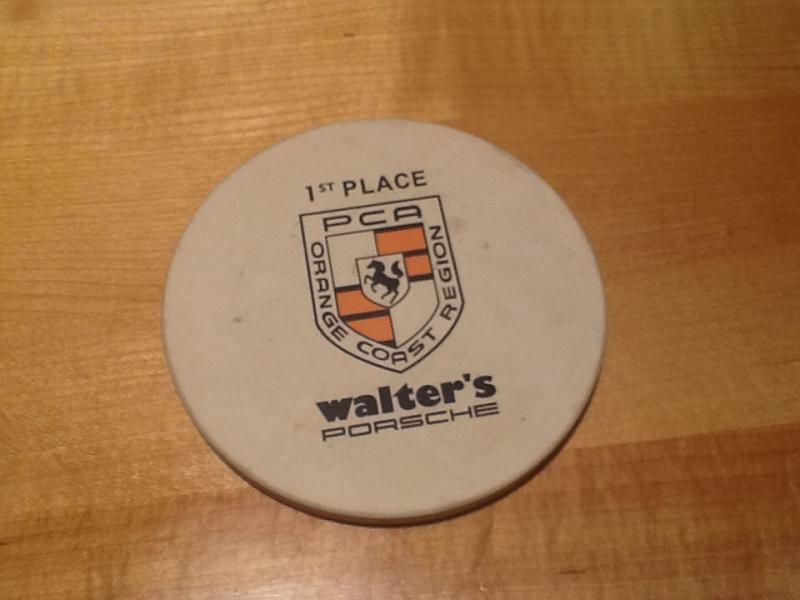 1ST PLACE
PCA
ORANGE COAST REGION
walter's
PORSCHE